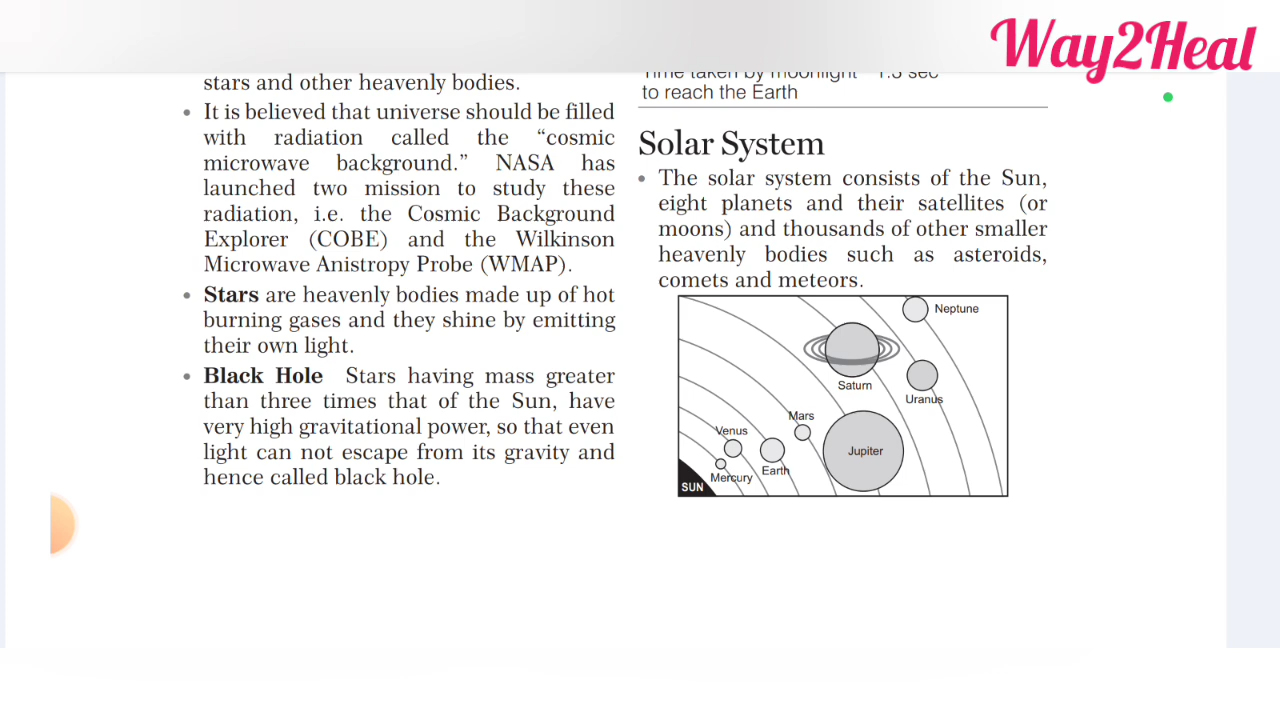 Way2Heal
stars and other heavenly bodies.
• It is believed that universe should be filled
with radiation called the “cosmic
microwave background.” NASA has
launched two mission to study these
radiation, i.e. the Cosmic Background
Explorer (COBE) and the Wilkinson
Microwave Anistropy Probe (WMAP).
• Stars are heavenly bodies made up of hot
burning gases and they shine by emitting
their own light.
• Black Hole Stars having mass greater
than three times that of the Sun, have
very high gravitational power, so that even
light can not escape from its gravity and
hence called black hole.
Time taken by moonlight 1.3 sec
to reach the Earth
Solar System
• The solar system consists of the Sun,
eight planets and their satellites (or
moons) and thousands of other smaller
heavenly bodies such as asteroids,
comets and meteors.
Neptune
Saturn
Uranus
Mars
Venus
Jupiter
Earth
Mercury
SUN